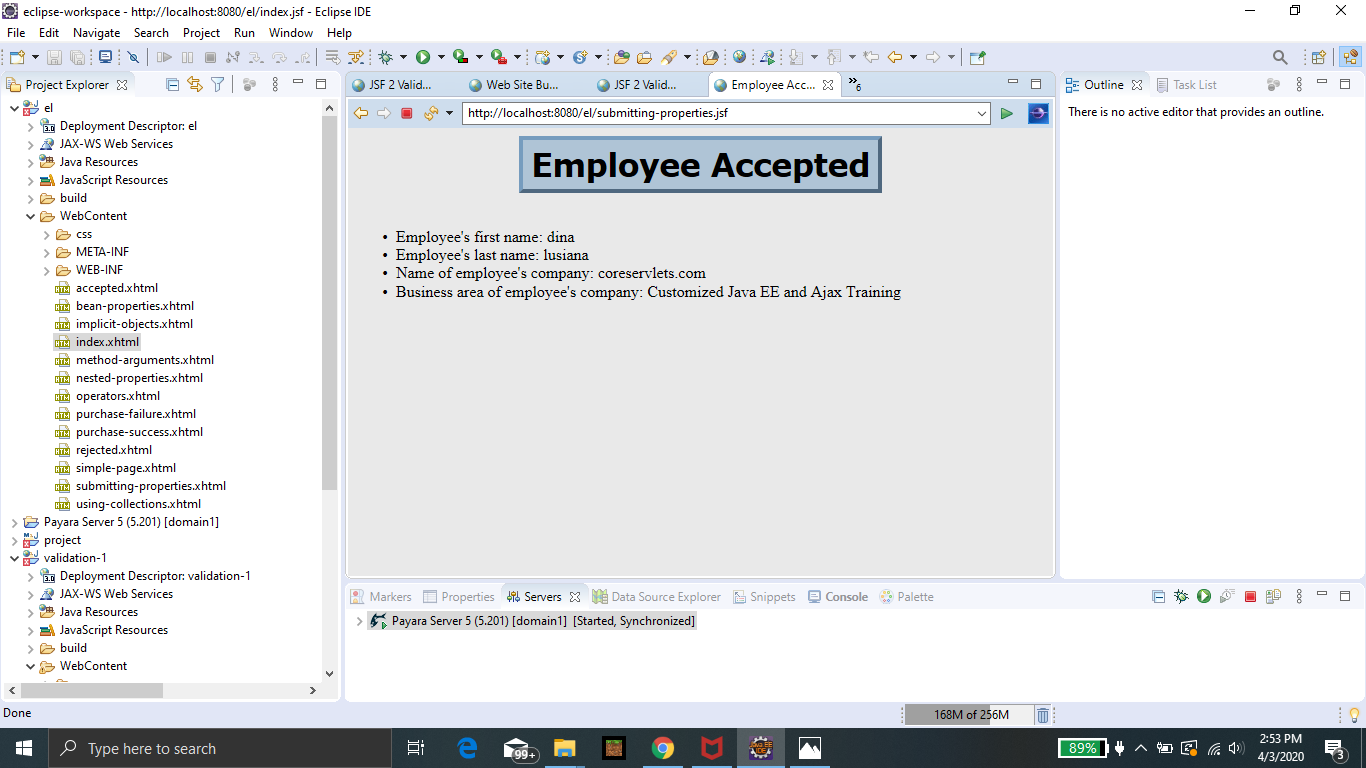 eclipse-workspace - http://localhost:8080/el/index.jsf - Eclipse IDE
File Edit Navigate Search Project Run Window Help
Project Explorer
el
Deployment Descriptor: el
JAX-WS Web Services
Java Resources
JavaScript Resources
build
WebContent
css
META-INF
WEB-INF
accepted.xhtml
bean-properties.xhtml
implicit-objects.xhtml
index.xhtml
method-arguments.xhtml
nested-properties.xhtml
operators.xhtml
purchase-failure.xhtml
purchase-success.xhtml
rejected.xhtml
simple-page.xhtml
submitting-properties.xhtml
using-collections.xhtml
Payara Server 5 (5.201) [domain1]
project
validation-1
Deployment Descriptor: validation-1
JAX-WS Web Services
Java Resources
JavaScript Resources
build
WebContent
JSF 2 Valid... Web Site Bu... JSF 2 Valid... Employee Acc... »6
http://localhost:8080/el/submitting-properties.jsf
Employee Accepted
• Employee's first name: dina
• Employee's last name: lusiana
• Name of employee's company: coreservlets.com
• Business area of employee's company: Customized Java EE and Ajax Training
Outline Task List
There is no active editor that provides an outline.
Markers Properties Servers Data Source Explorer Snippets Console Palette
Payara Server 5 (5.201) [domain1] [Started, Synchronized]
Done
168M of 256M
Type here to search
99+
89%
2:53 PM
4/3/2020
3